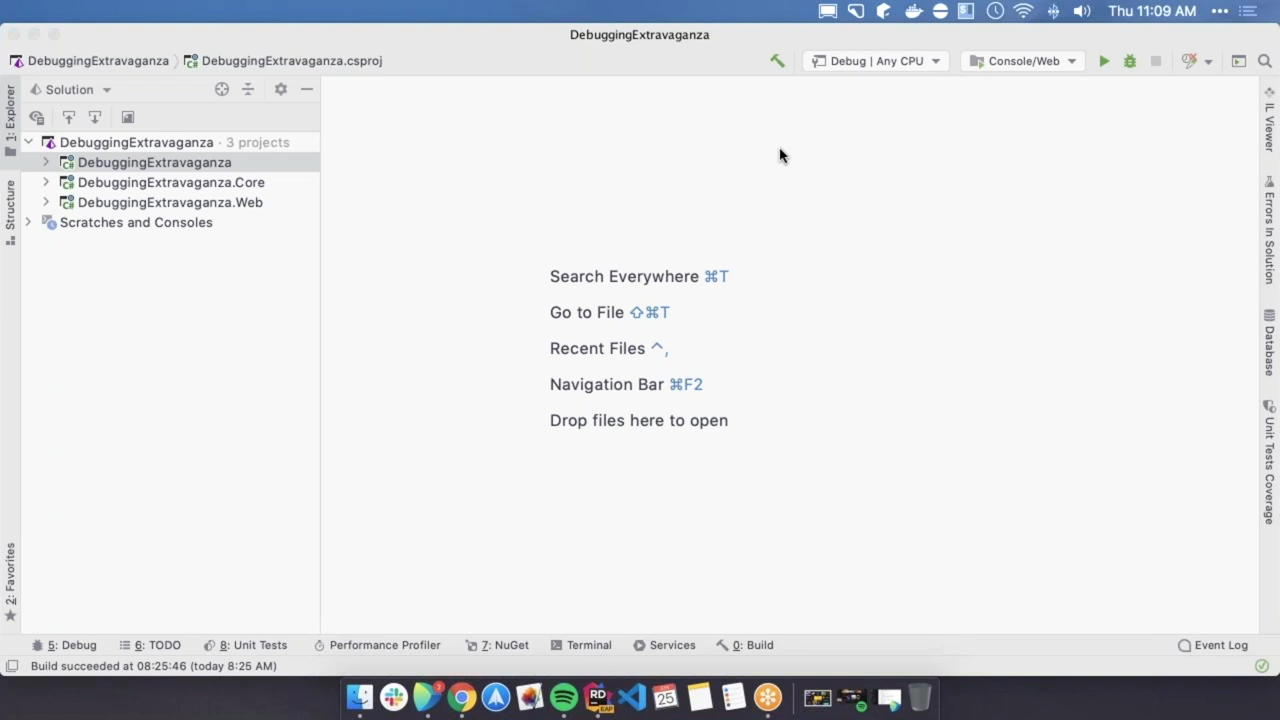 Thu 11:09 AM
DebuggingExtravaganza
DebuggingExtravaganza
DebuggingExtravaganza.csproj
Debug | Any CPU
Console/Web
1: Explorer
Structure
2: Favorites
Solution
DebuggingExtravaganza · 3 projects
DebuggingExtravaganza
DebuggingExtravaganza.Core
DebuggingExtravaganza.Web
Scratches and Consoles
Search Everywhere ⌘T
Go to File ⇧⌘T
Recent Files ⌃,
Navigation Bar ⌘F2
Drop files here to open
IL Viewer
Errors In Solution
Database
Unit Tests Coverage
5: Debug
6: TODO
8: Unit Tests
Performance Profiler
7: NuGet
Terminal
Services
0: Build
Event Log
Build succeeded at 08:25:46 (today 8:25 AM)
RD
EAP
25